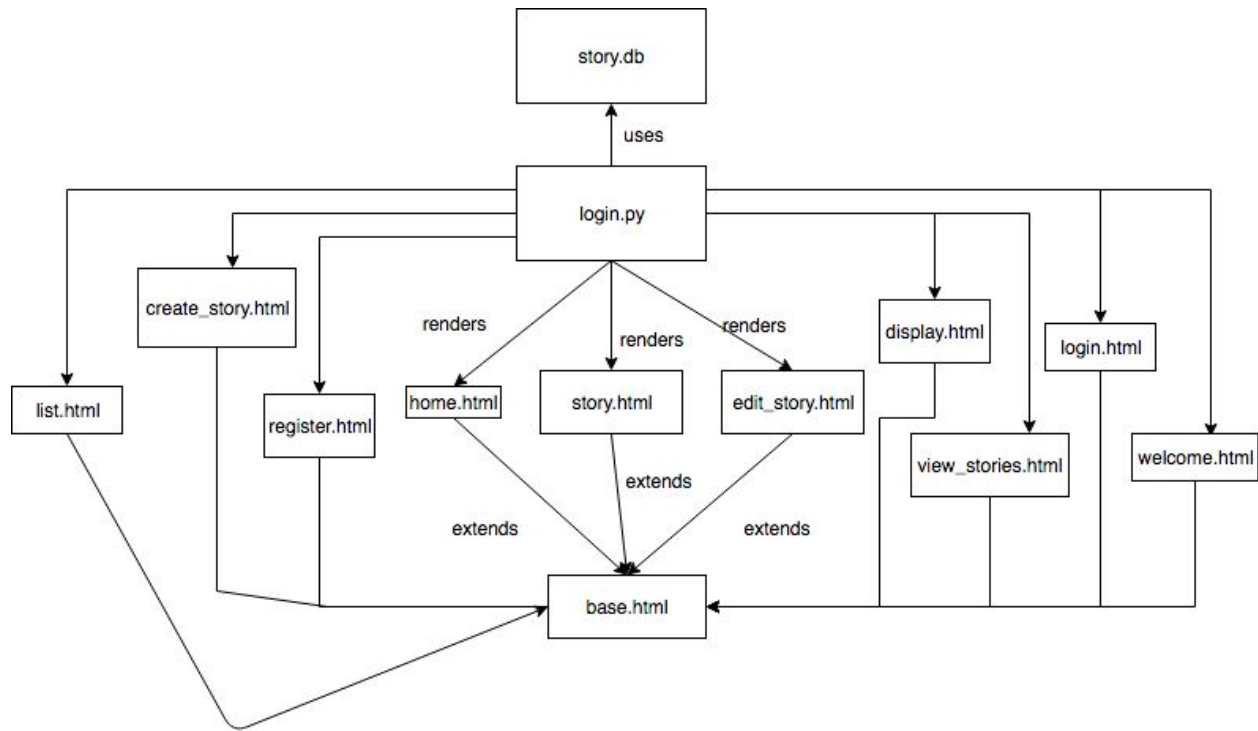 story.db
uses
login.py
create_story.html
renders
renders
renders
display.html
login.html
list.html
register.html
home.html
story.html
edit_story.html
view_stories.html
welcome.html
extends
extends
extends
base.html